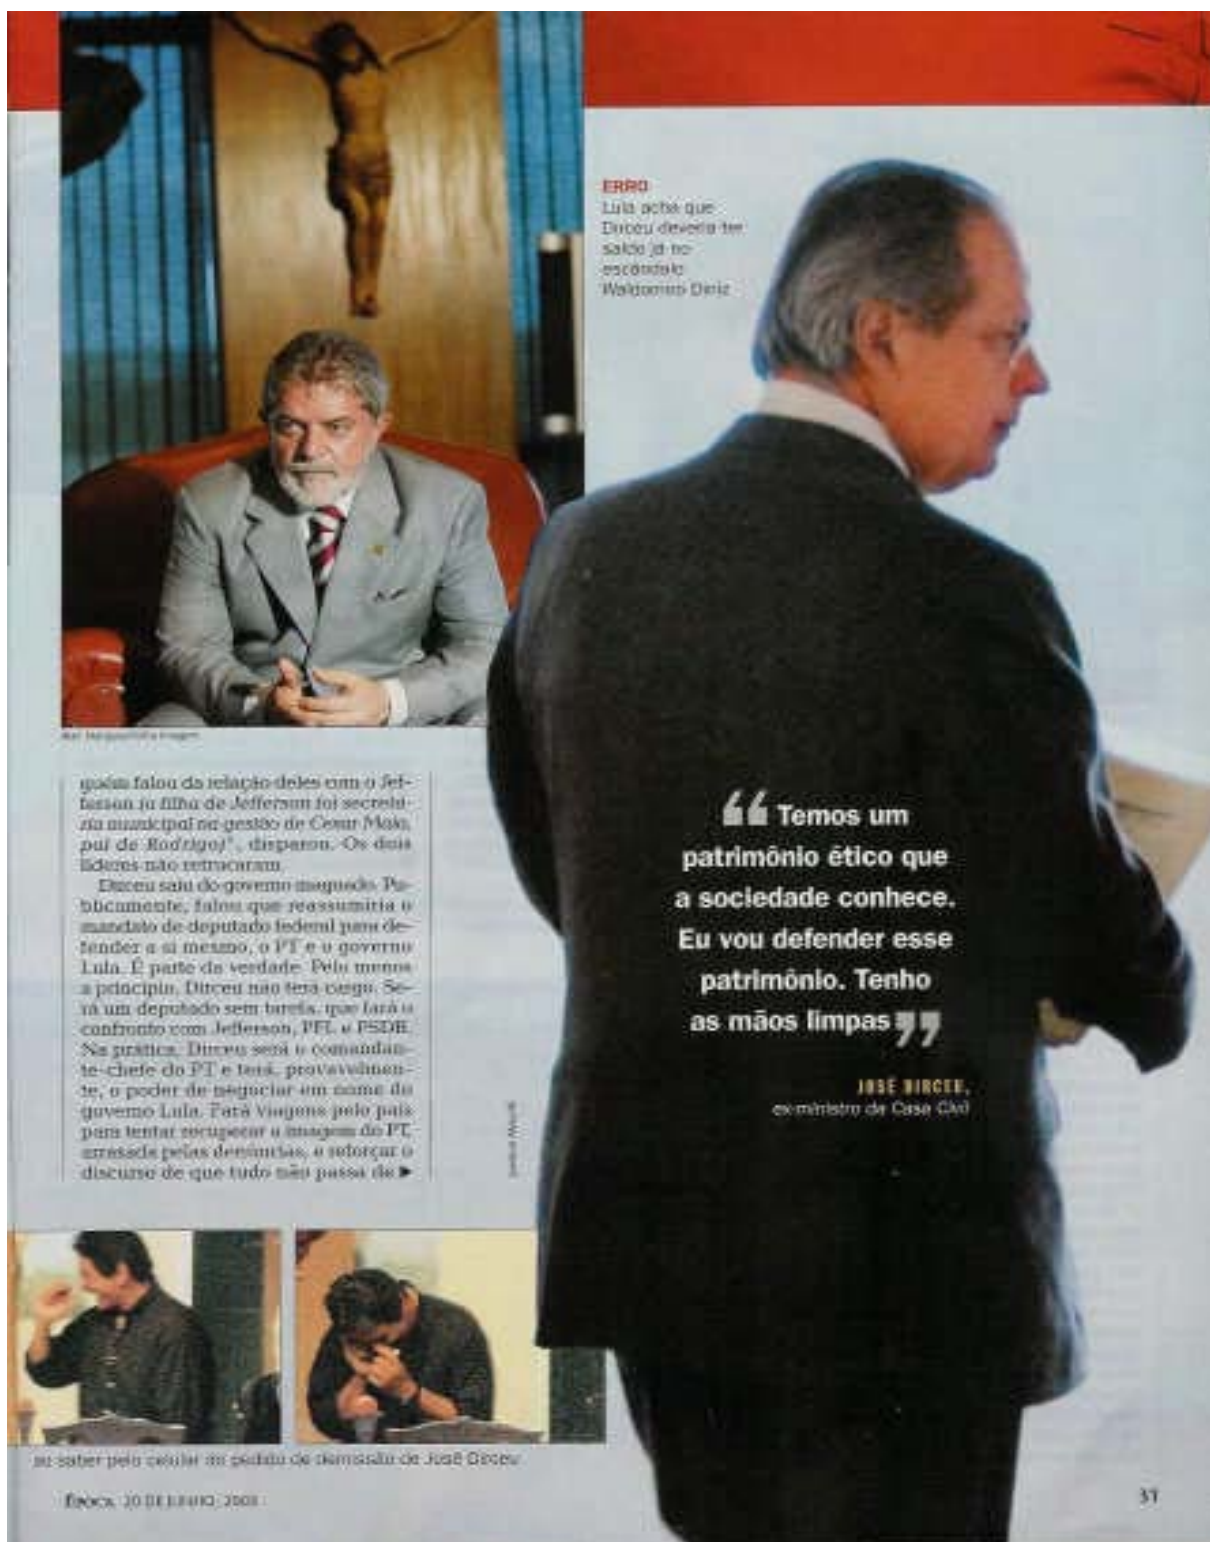 ERRO
Lula acha que
Dirceu deveria ter
saído já no
escândalo
Waldomiro Diniz
guém falou da relação deles com o Jef-
ferson (a filha de Jefferson foi secretá-
ria municipal na gestão de Cesar Maia,
pai de Rodrigo)", disparou. Os dois
líderes não retrucaram.
Dirceu saiu do governo magoado. Pu-
blicamente, falou que reassumiria o
mandato de deputado federal para de-
fender a si mesmo, o PT e o governo
Lula. É parte da verdade. Pelo menos
a princípio, Dirceu não terá cargo. Se-
rá um deputado sem tarefa, que fará o
confronto com Jefferson, PFL e PSDB.
Na prática, Dirceu será o comandan-
te-chefe do PT e terá, provavelmen-
te, o poder de negociar em nome do
governo Lula. Fará viagens pelo país
para tentar recuperar a imagem do PT,
arrasada pelas denúncias, e reforçar o
discurso de que tudo não passa de ▶
“Temos um
patrimônio ético que
a sociedade conhece.
Eu vou defender esse
patrimônio. Tenho
as mãos limpas”
JOSÉ DIRCEU,
ex-ministro da Casa Civil
ao saber pelo celular do pedido de demissão de José Dirceu
ÉPOCA 20 DE JUNHO,
31